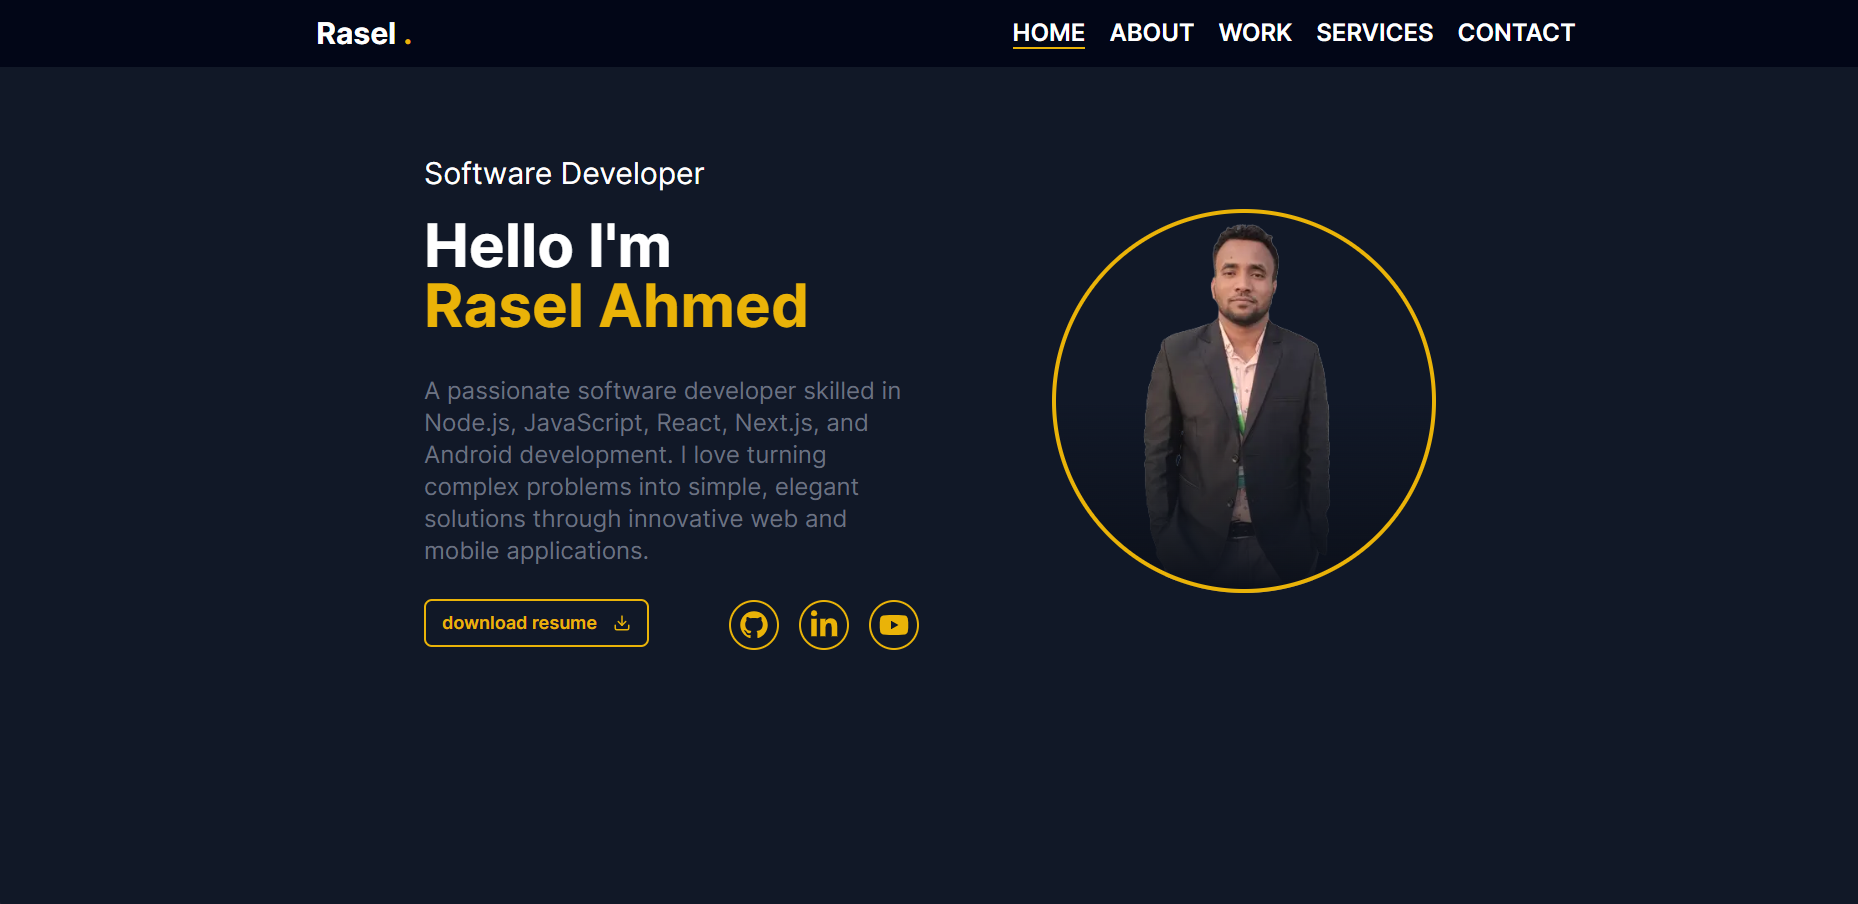 Rasel .
HOME ABOUT WORK SERVICES CONTACT
Software Developer
Hello I'm
Rasel Ahmed
A passionate software developer skilled in
Node.js, JavaScript, React, Next.js, and
Android development. I love turning
complex problems into simple, elegant
solutions through innovative web and
mobile applications.
download resume
in